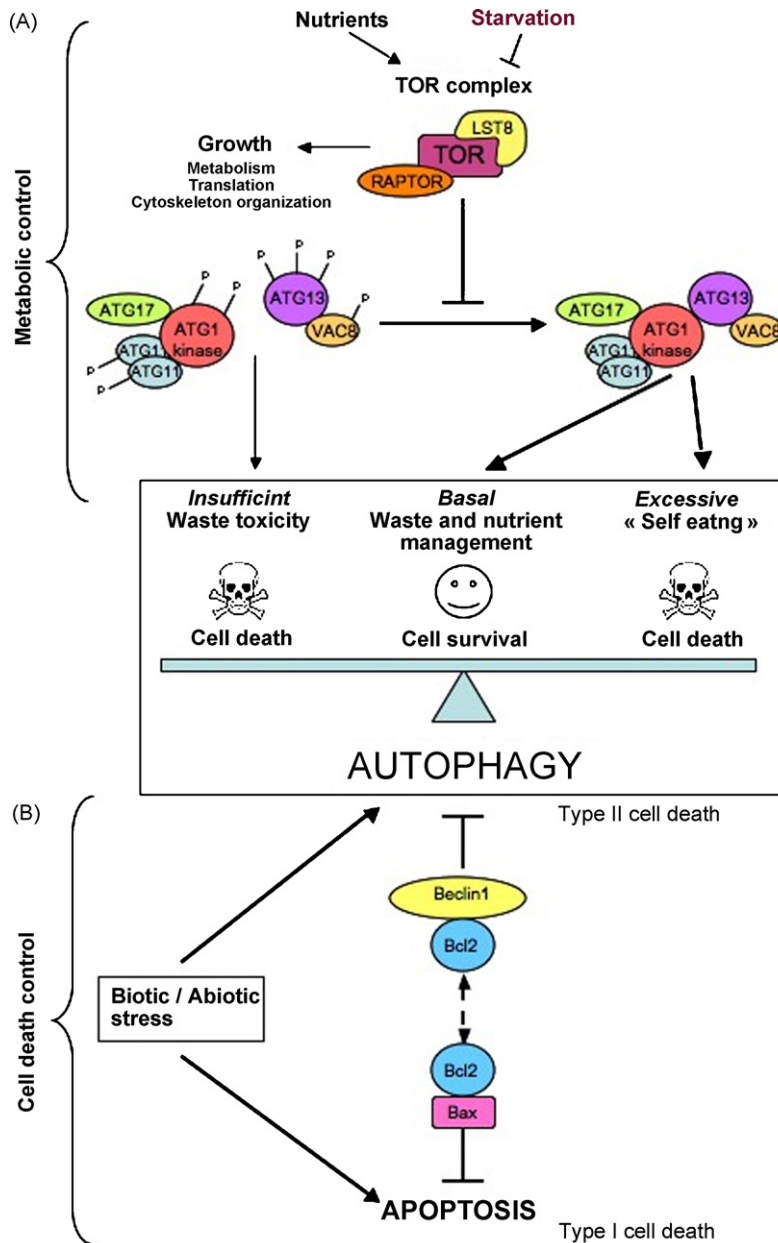 (A)
Nutrients
Starvation
TOR complex
LST8
TOR
RAPTOR
Growth
Metabolism
Translation
Cytoskeleton organization
Metabolic control
P
P
P
P
P
P
P
P
P
ATG17
ATG1
kinase
ATG11
ATG11
ATG13
VAC8
ATG17
ATG1
kinase
ATG11
ATG11
ATG13
VAC8
Insufficint
Waste toxicity
Cell death
Basal
Waste and nutrient
management
Cell survival
Excessive
« Self eatng »
Cell death
AUTOPHAGY
(B)
Type II cell death
Cell death control
Beclin1
Bcl2
Biotic / Abiotic
stress
Bcl2
Bax
APOPTOSIS
Type I cell death